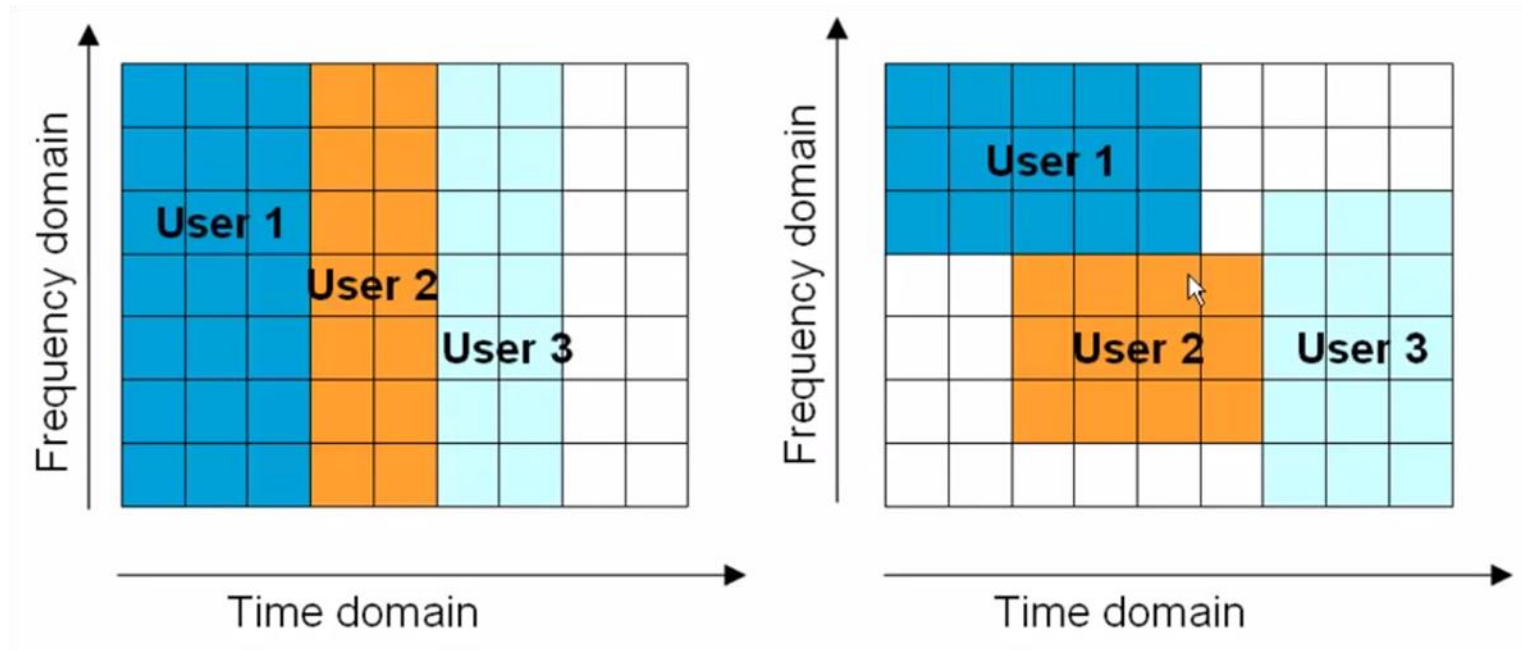 Frequency domain
User 1
User 2
User 3
Time domain
Frequency domain
User 1
User 2
User 3
Time domain